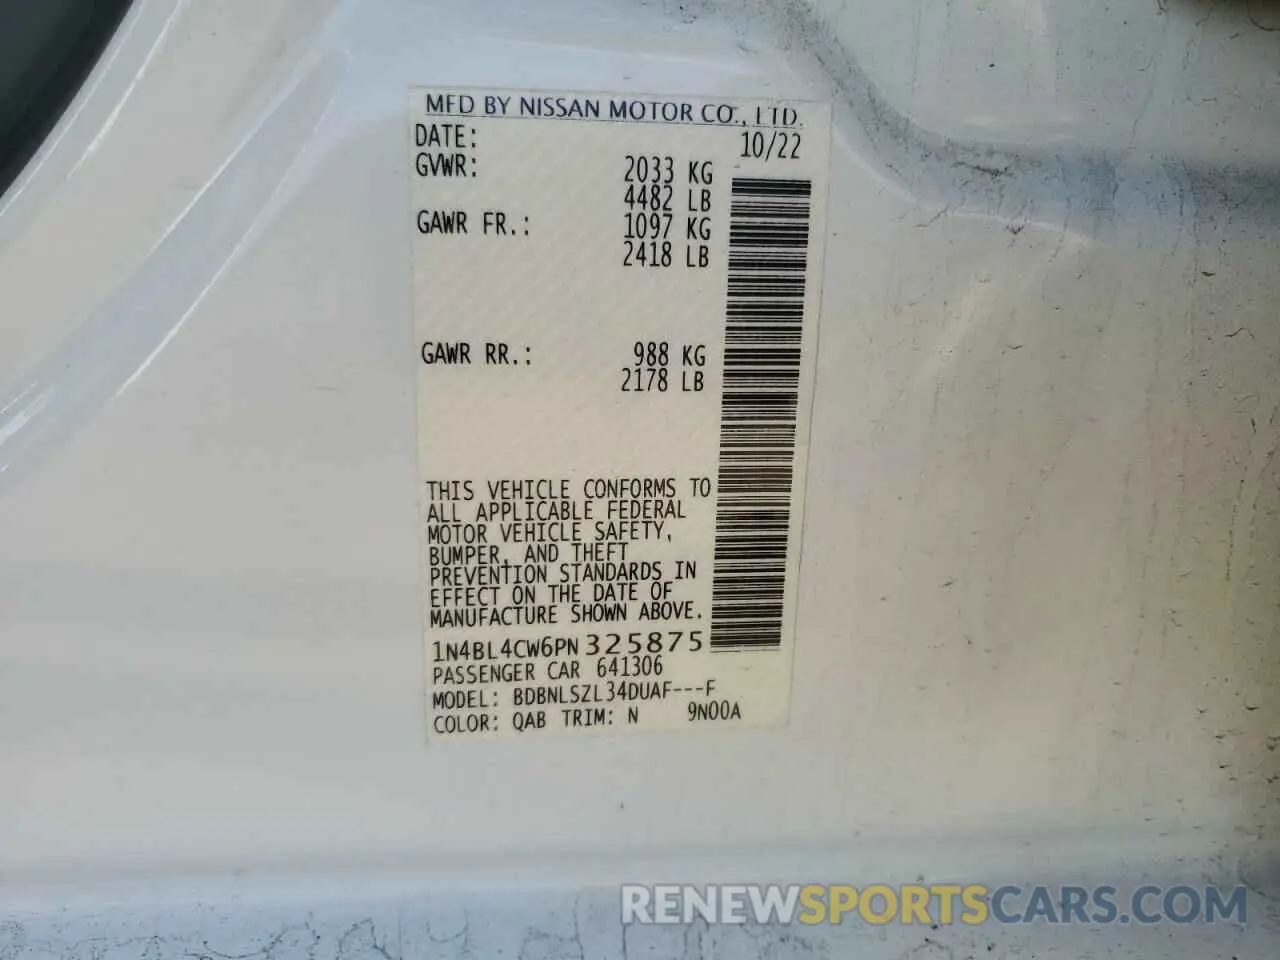 MFD BY NISSAN MOTOR CO., LTD.
DATE: 10/22
GVWR: 2033 KG
4482 LB
GAWR FR.: 1097 KG
2418 LB
GAWR RR.: 988 KG
2178 LB
THIS VEHICLE CONFORMS TO
ALL APPLICABLE FEDERAL
MOTOR VEHICLE SAFETY,
BUMPER, AND THEFT
PREVENTION STANDARDS IN
EFFECT ON THE DATE OF
MANUFACTURE SHOWN ABOVE.
1N4BL4CW6PN325875
PASSENGER CAR 641306
MODEL: BDBNLSZL34DUAF---F
COLOR: QAB TRIM: N 9N00A
RENEWSPORTSCARS.COM